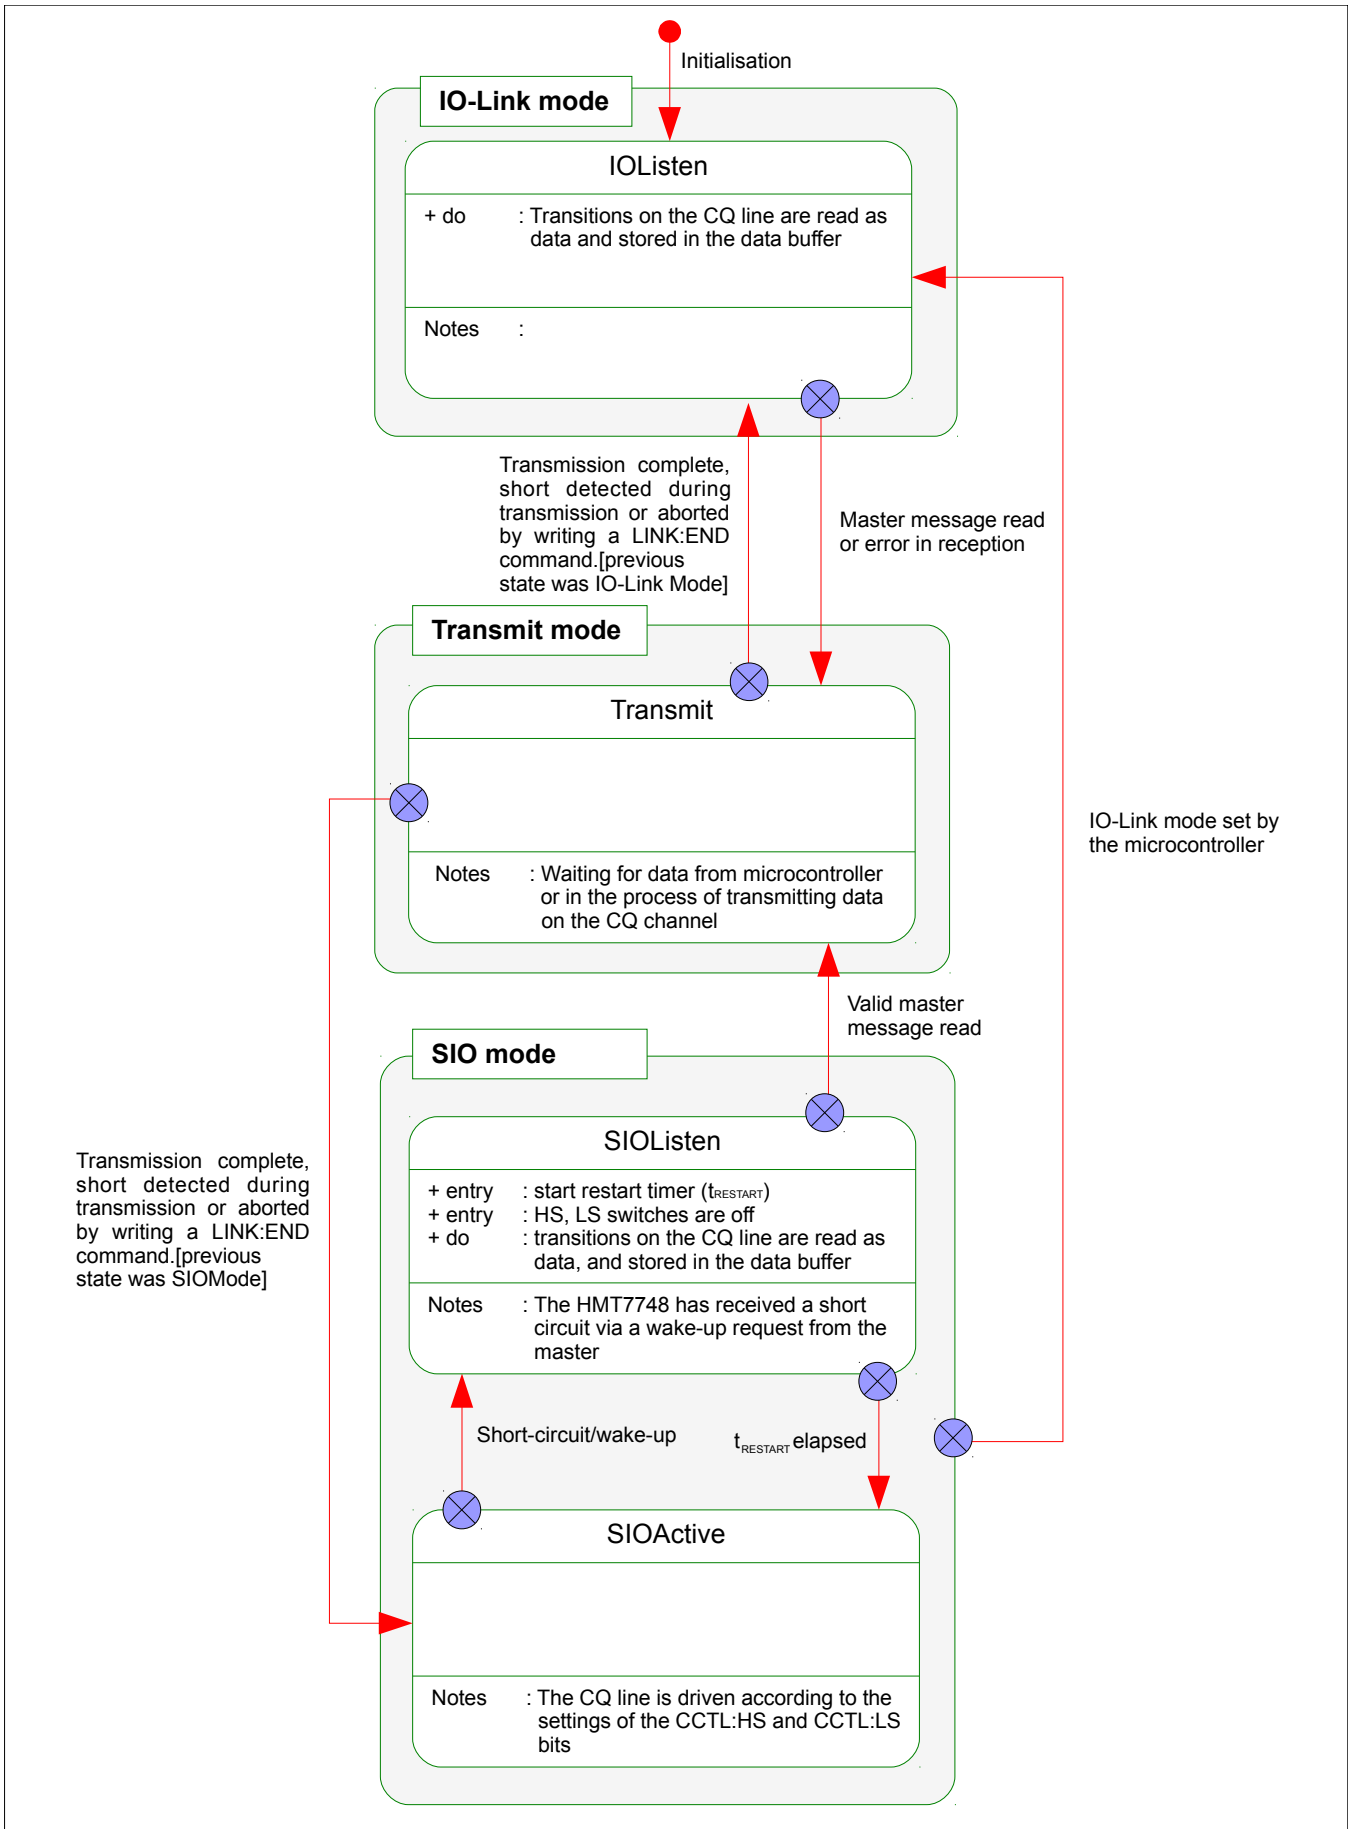 Initialisation
IO-Link mode
IOListen
+ do : Transitions on the CQ line are read as
data and stored in the data buffer
Notes :
Transmission complete,
short detected during
transmission or aborted
by writing a LINK:END
command.[previous
state was IO-Link Mode]
Master message read
or error in reception
Transmit mode
Transmit
Notes : Waiting for data from microcontroller
or in the process of transmitting data
on the CQ channel
IO-Link mode set by
the microcontroller
Valid master
message read
SIO mode
SIOListen
+ entry : start restart timer (tRESTART)
+ entry : HS, LS switches are off
+ do : transitions on the CQ line are read as
data, and stored in the data buffer
Notes : The HMT7748 has received a short
circuit via a wake-up request from the
master
Transmission complete,
short detected during
transmission or aborted
by writing a LINK:END
command.[previous
state was SIOMode]
Short-circuit/wake-up
tRESTART elapsed
SIOActive
Notes : The CQ line is driven according to the
settings of the CCTL:HS and CCTL:LS
bits